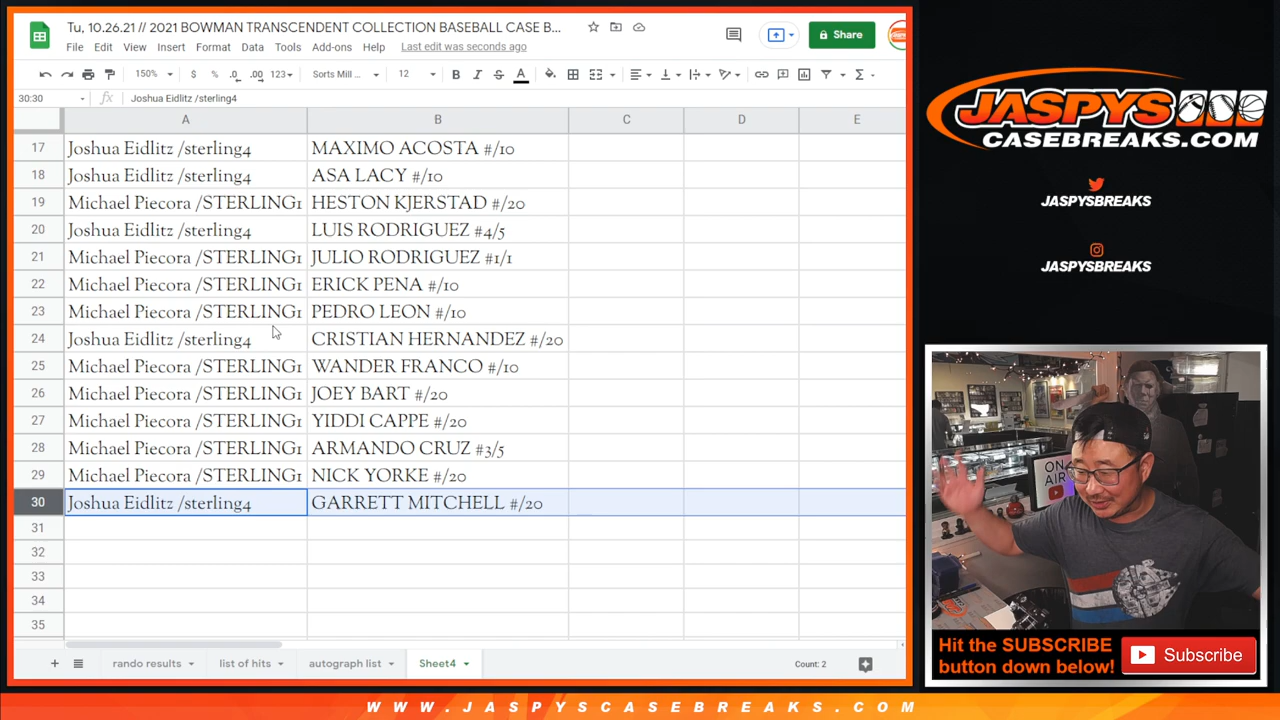 Tu, 10.26.21 // 2021 BOWMAN TRANSCENDENT COLLECTION BASEBALL CASE B...
File Edit View Insert Format Data Tools Add-ons Help Last edit was seconds ago
Share
150% $ % .0 .00 123 Sorts Mill ... 12 B I S A
30:30 fx Joshua Eidlitz /sterling4
A B C D E
17 Joshua Eidlitz /sterling4 MAXIMO ACOSTA #/10
18 Joshua Eidlitz /sterling4 ASA LACY #/10
19 Michael Piecora /STERLING1 HESTON KJERSTAD #/20
20 Joshua Eidlitz /sterling4 LUIS RODRIGUEZ #4/5
21 Michael Piecora /STERLING1 JULIO RODRIGUEZ #1/1
22 Michael Piecora /STERLING1 ERICK PENA #/10
23 Michael Piecora /STERLING1 PEDRO LEON #/10
24 Joshua Eidlitz /sterling4 CRISTIAN HERNANDEZ #/20
25 Michael Piecora /STERLING1 WANDER FRANCO #/10
26 Michael Piecora /STERLING1 JOEY BART #/20
27 Michael Piecora /STERLING1 YIDDI CAPPE #/20
28 Michael Piecora /STERLING1 ARMANDO CRUZ #3/5
29 Michael Piecora /STERLING1 NICK YORKE #/20
30 Joshua Eidlitz /sterling4 GARRETT MITCHELL #/20
31
32
33
34
35
rando results list of hits autograph list Sheet4 Count: 2
JASPYS
CASEBREAKS.COM
JASPYSBREAKS
JASPYSBREAKS
ON
AIR
Hit the SUBSCRIBE
button down below!
Subscribe
WWW.JASPYSCASEBREAKS.COM